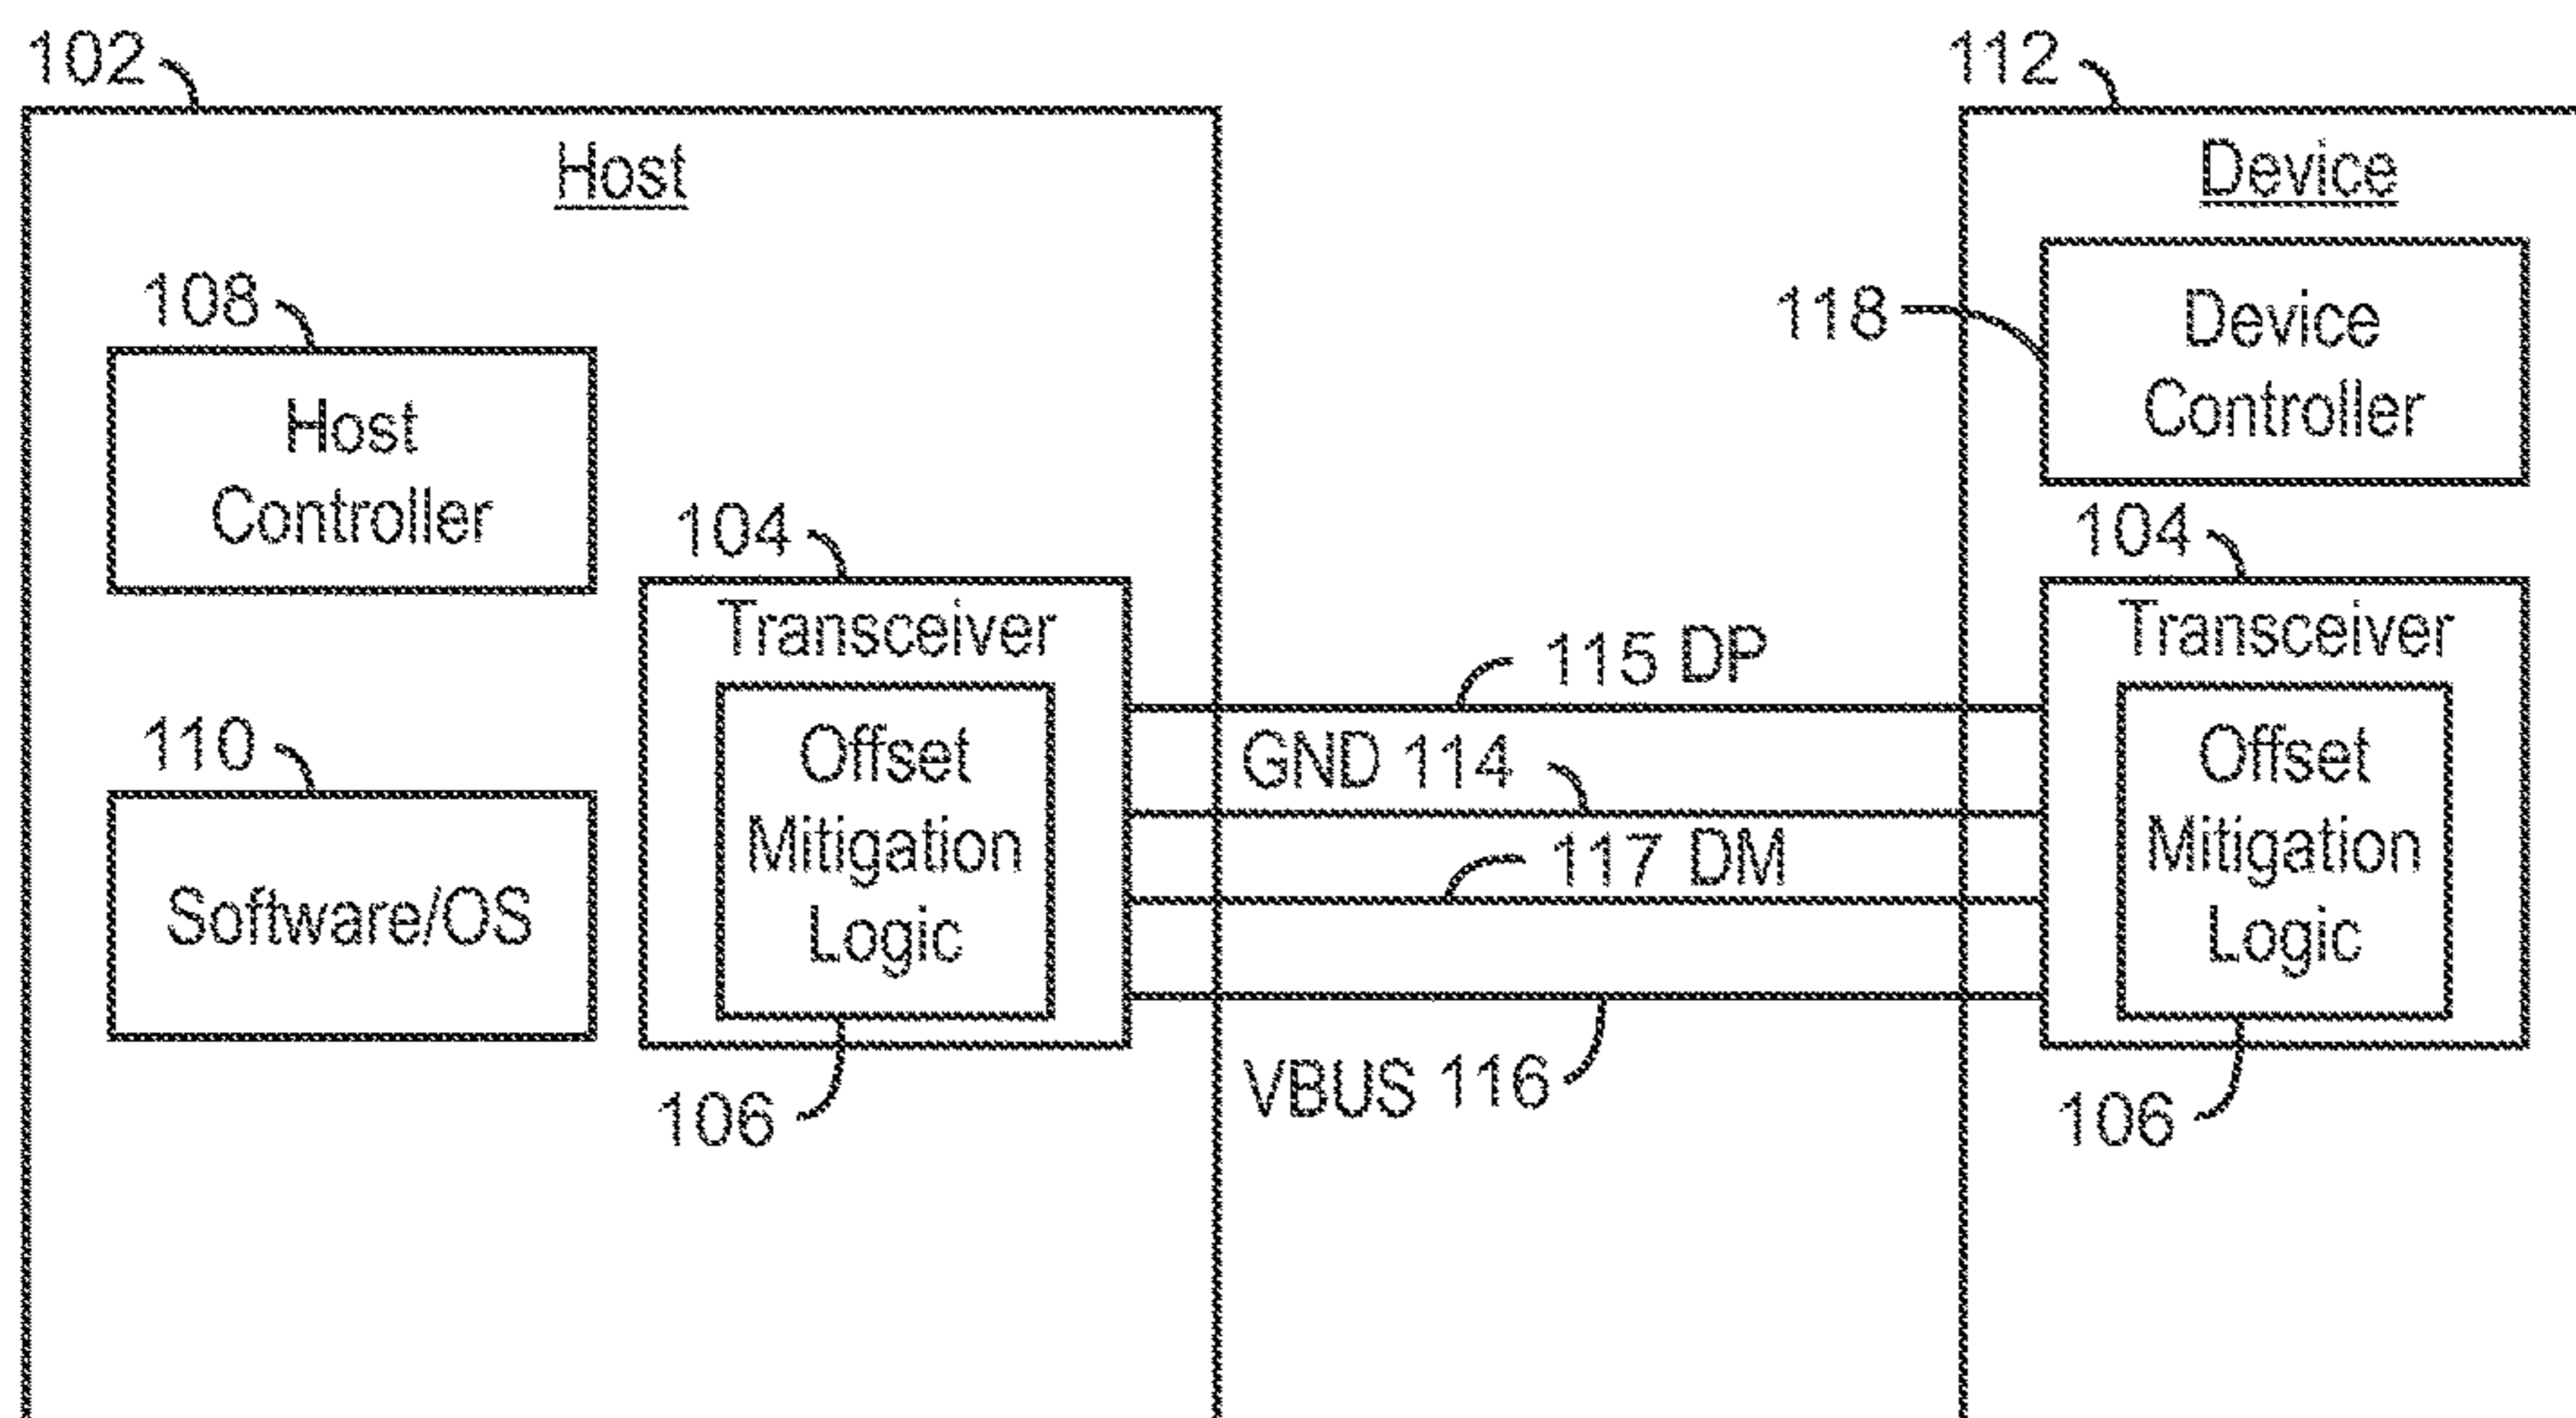 102
112
Host
Device
108
118
Device
Controller
Host
Controller
104
104
Transceiver
Transceiver
115 DP
110
Offset
Mitigation
Logic
GND 114
Offset
Mitigation
Logic
117 DM
Software/OS
VBUS 116
106
106